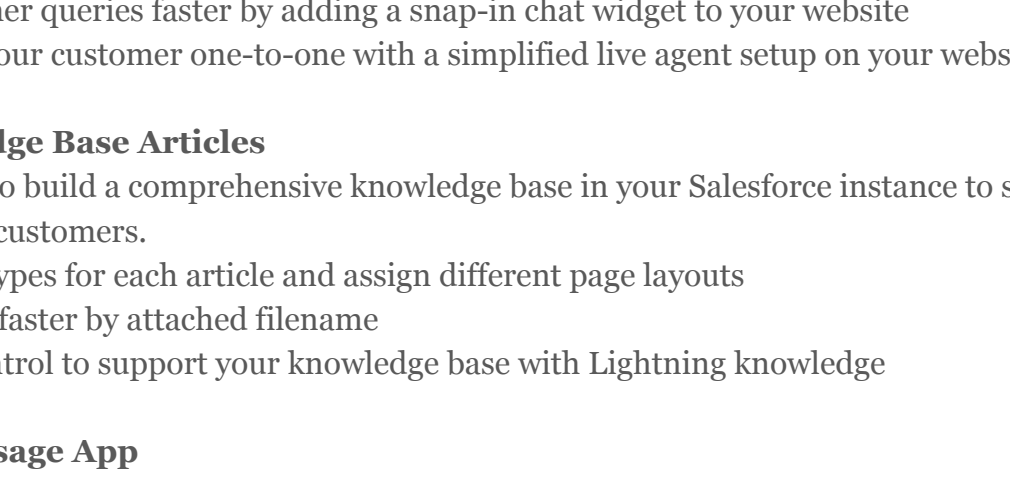 er queries faster by adding a snap-in chat widget to your website
our customer one-to-one with a simplified live agent setup on your webs
dge Base Articles
o build a comprehensive knowledge base in your Salesforce instance to s
customers.
ypes for each article and assign different page layouts
faster by attached filename
ntrol to support your knowledge base with Lightning knowledge
sage App